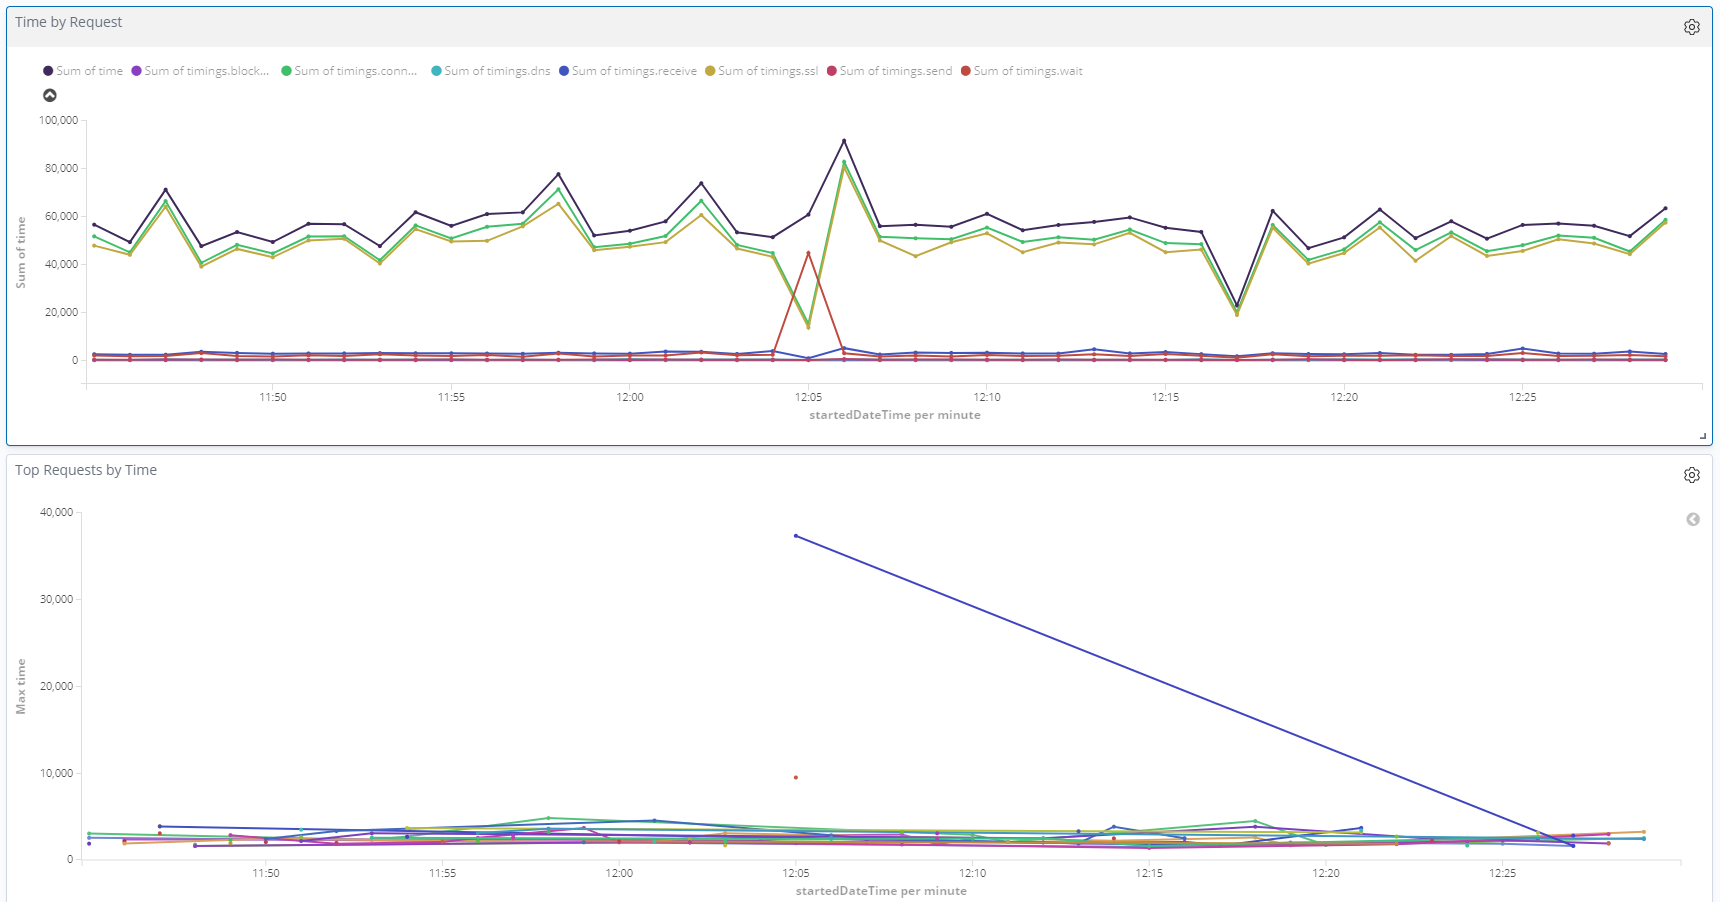 Time by Request
Sum of time Sum of timings.block... Sum of timings.conn... Sum of timings.dns Sum of timings.receive Sum of timings.ssl Sum of timings.send Sum of timings.wait
100,000
80,000
60,000
40,000
20,000
0
Sum of time
11:50 11:55 12:00 12:05 12:10 12:15 12:20 12:25
startedDateTime per minute
Top Requests by Time
40,000
30,000
20,000
10,000
0
Max time
11:50 11:55 12:00 12:05 12:10 12:15 12:20 12:25
startedDateTime per minute